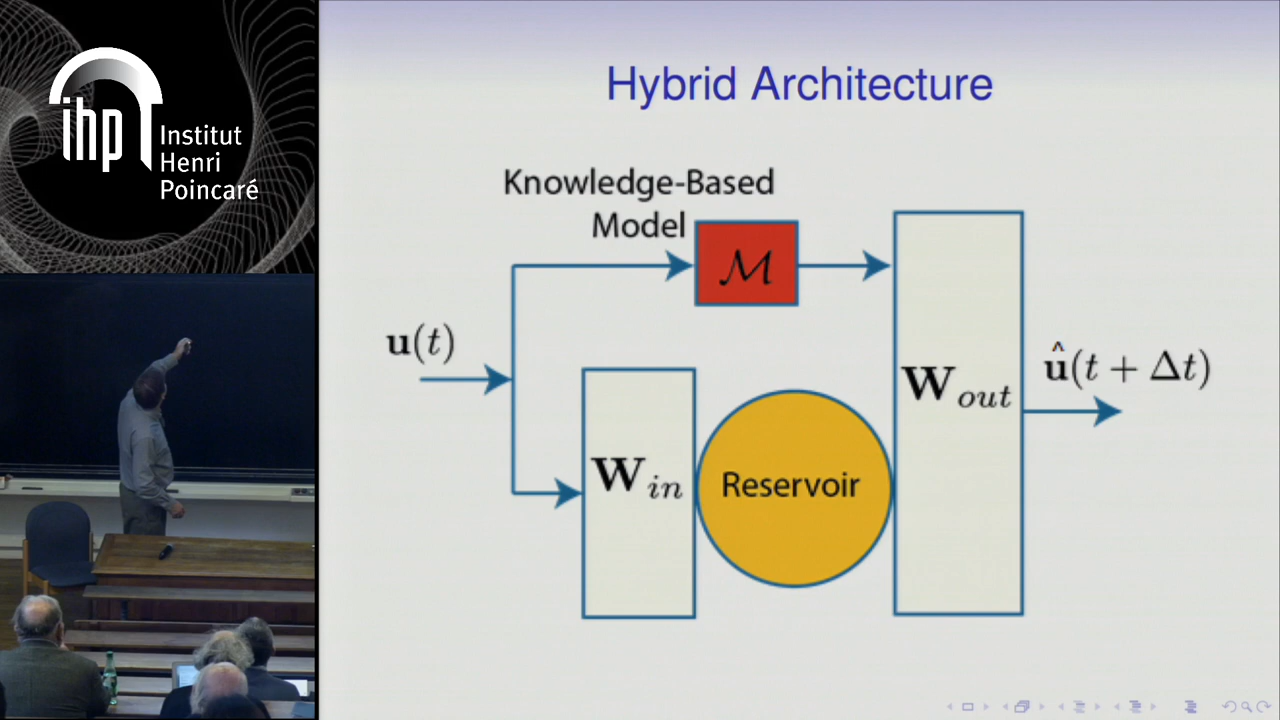 ihp
Institut
Henri
Poincaré
Hybrid Architecture
Knowledge-Based
Model
ℳ
u(t)
W_in
Reservoir
W_out
û(t + Δt)